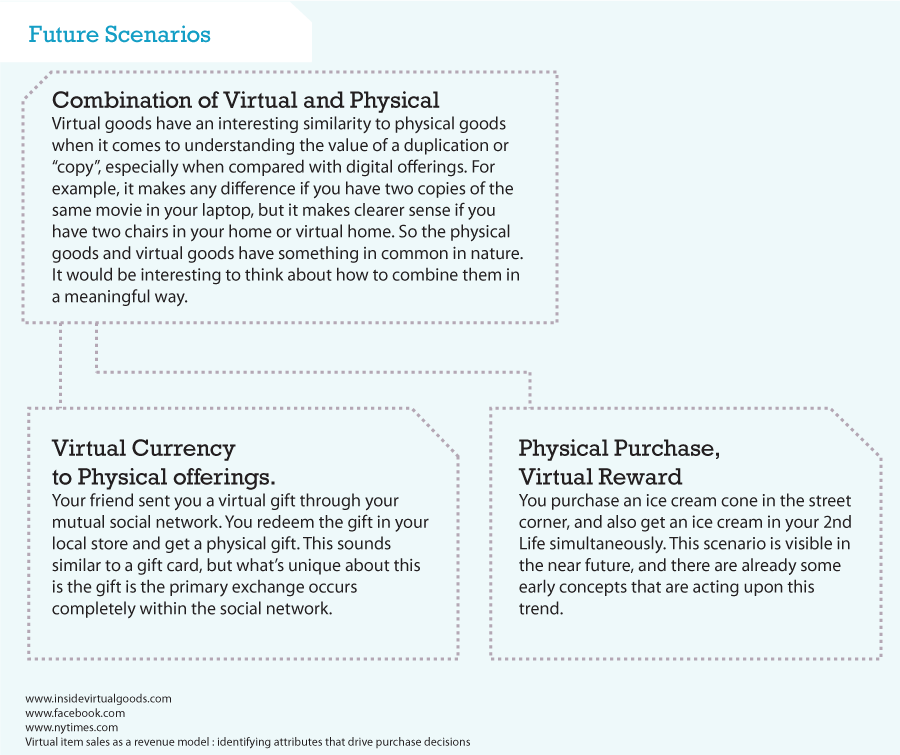 Future Scenarios
Combination of Virtual and Physical
Virtual goods have an interesting similarity to physical goods
when it comes to understanding the value of a duplication or
“copy”, especially when compared with digital offerings. For
example, it makes any difference if you have two copies of the
same movie in your laptop, but it makes clearer sense if you
have two chairs in your home or virtual home. So the physical
goods and virtual goods have something in common in nature.
It would be interesting to think about how to combine them in
a meaningful way.
Virtual Currency
to Physical offerings.
Your friend sent you a virtual gift through your
mutual social network. You redeem the gift in your
local store and get a physical gift. This sounds
similar to a gift card, but what’s unique about this
is the gift is the primary exchange occurs
completely within the social network.
Physical Purchase,
Virtual Reward
You purchase an ice cream cone in the street
corner, and also get an ice cream in your 2nd
Life simultaneously. This scenario is visible in
the near future, and there are already some
early concepts that are acting upon this
trend.
www.insidevirtualgoods.com
www.facebook.com
www.nytimes.com
Virtual item sales as a revenue model : identifying attributes that drive purchase decisions